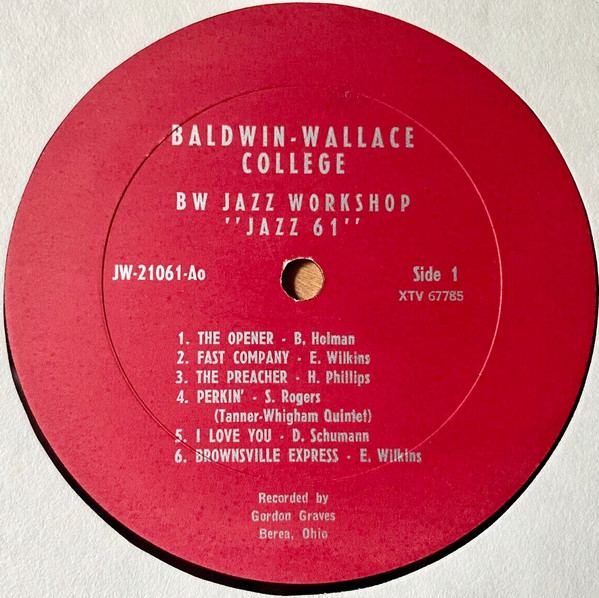 BALDWIN-WALLACE
COLLEGE
BW JAZZ WORKSHOP
"JAZZ 61"
JW-21061-Ao
Side 1
XTV 67785
1. THE OPENER - B. Holman
2. FAST COMPANY - E. Wilkins
3. THE PREACHER - H. Phillips
4. PERKIN' - S. Rogers
(Tanner-Whigham Quintet)
5. I LOVE YOU - D. Schumann
6. BROWNSVILLE EXPRESS - E. Wilkins
Recorded by
Gordon Graves
Berea, Ohio